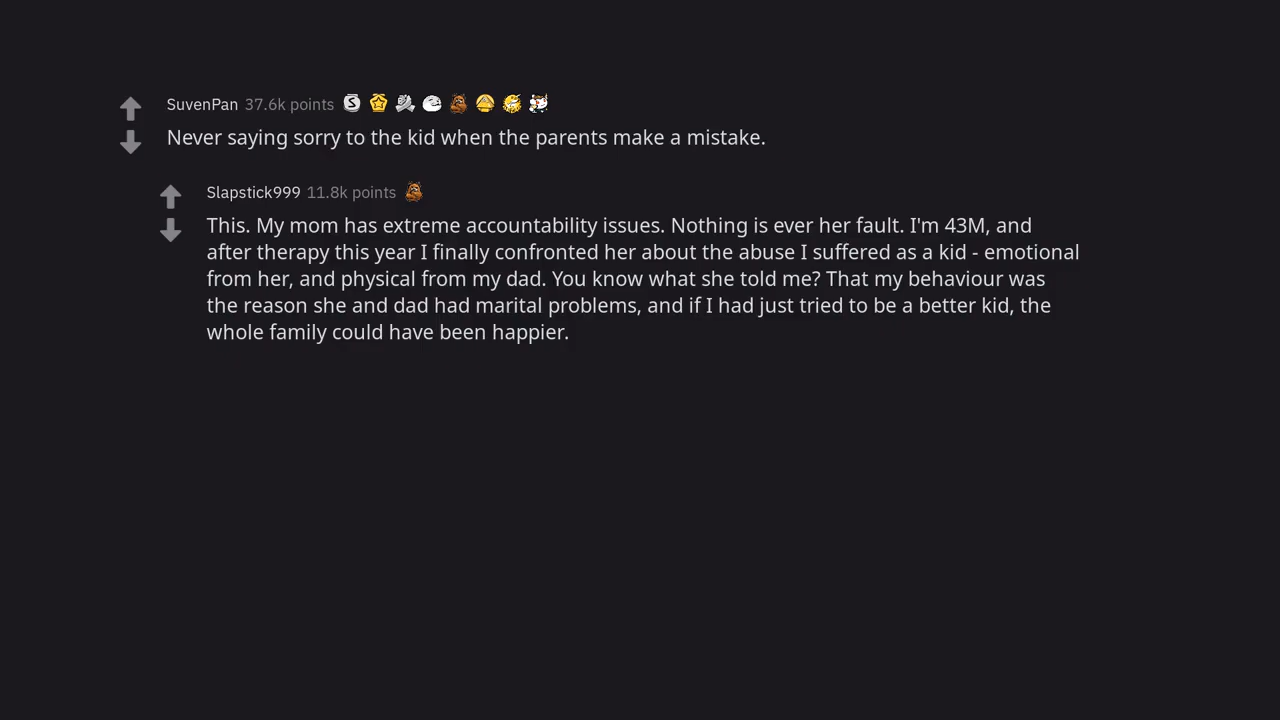 SuvenPan 37.6k points
Never saying sorry to the kid when the parents make a mistake.
Slapstick999 11.8k points
This. My mom has extreme accountability issues. Nothing is ever her fault. I'm 43M, and
after therapy this year I finally confronted her about the abuse I suffered as a kid - emotional
from her, and physical from my dad. You know what she told me? That my behaviour was
the reason she and dad had marital problems, and if I had just tried to be a better kid, the
whole family could have been happier.